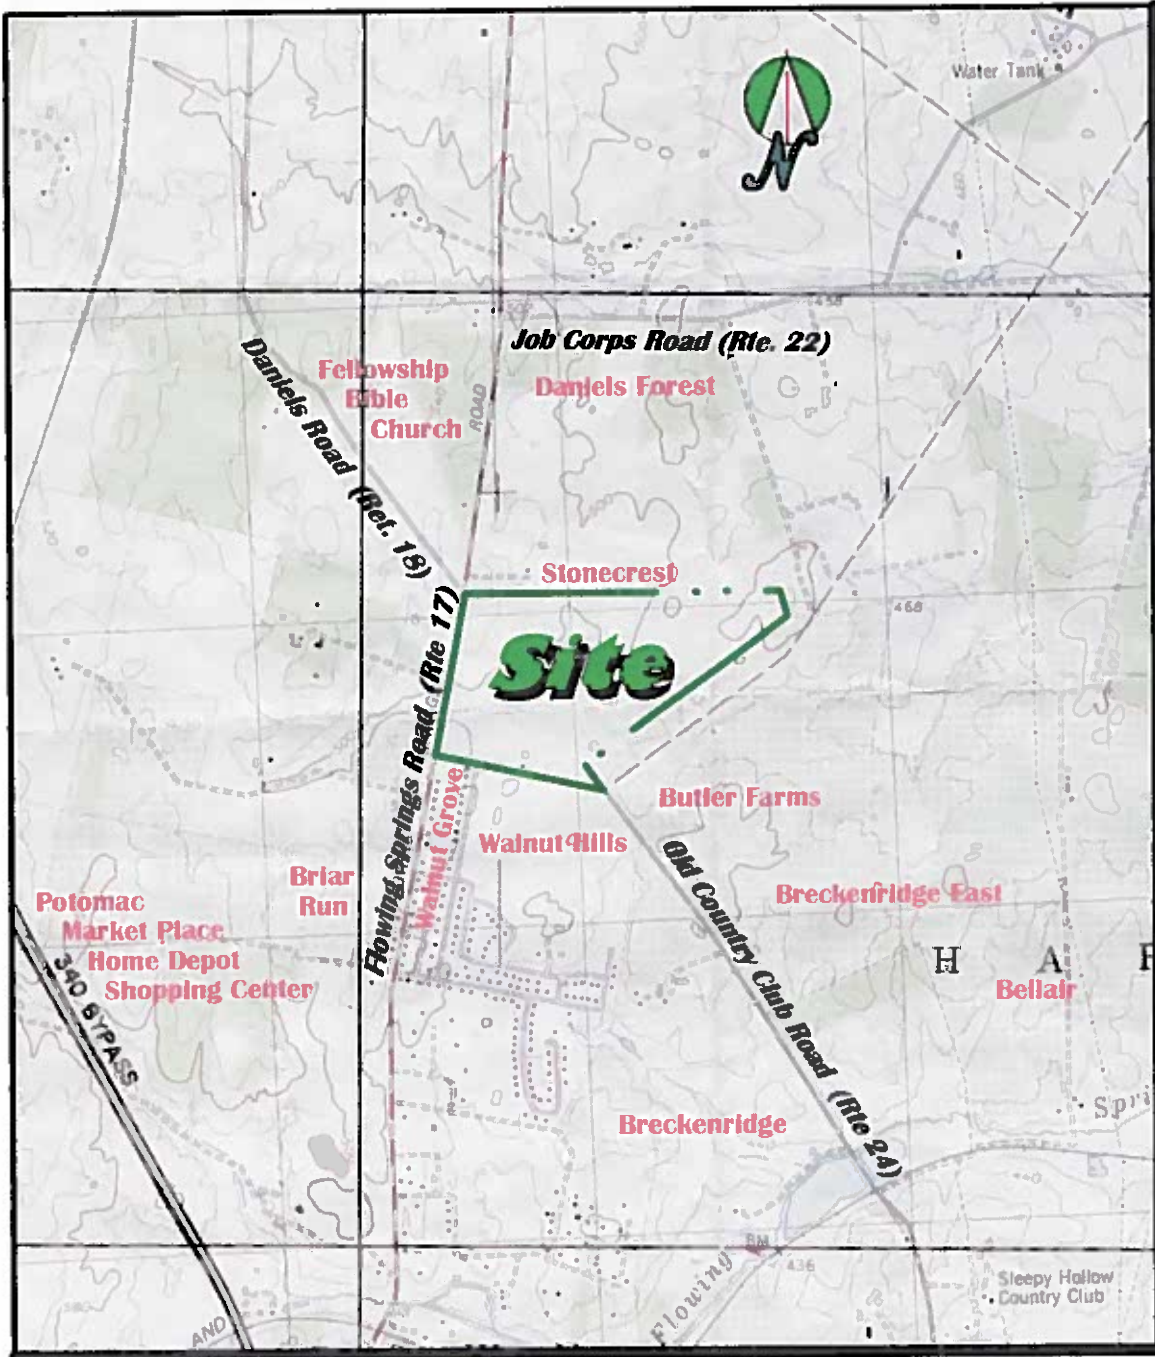 Water Tank
N
Job Corps Road (Rte. 22)
Fellowship
Bible
Church
ROAD
Daniels Forest
Daniels Road (Ret. 18)
Stonecrest
468
Site
Flowing Springs Road (Rte 17)
Walnut Grove
Butler Farms
Walnut Hills
Old Country Club Road (Rte 24)
Briar
Run
Breckenridge East
Potomac
Market Place
Home Depot
Shopping Center
340 BYPASS
H A
Bellair
Breckenridge
Spri
Flowing
BM
436
Sleepy Hollow
Country Club
AND